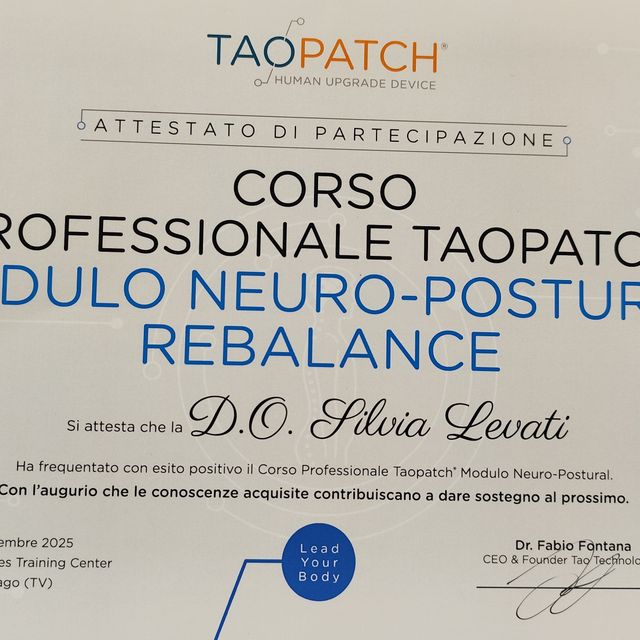 TAOPATCH®
HUMAN UPGRADE DEVICE
ATTESTATO DI PARTECIPAZIONE
CORSO
ROFESSIONALE TAOPATC
DULO NEURO-POSTUR
REBALANCE
Si attesta che la D.O. Silvia Levati
Ha frequentato con esito positivo il Corso Professionale Taopatch® Modulo Neuro-Postural.
Con l'augurio che le conoscenze acquisite contribuiscano a dare sostegno al prossimo.
embre 2025
es Training Center
ago (TV)
Lead
Your
Body
Dr. Fabio Fontana
CEO & Founder Tao Technolo